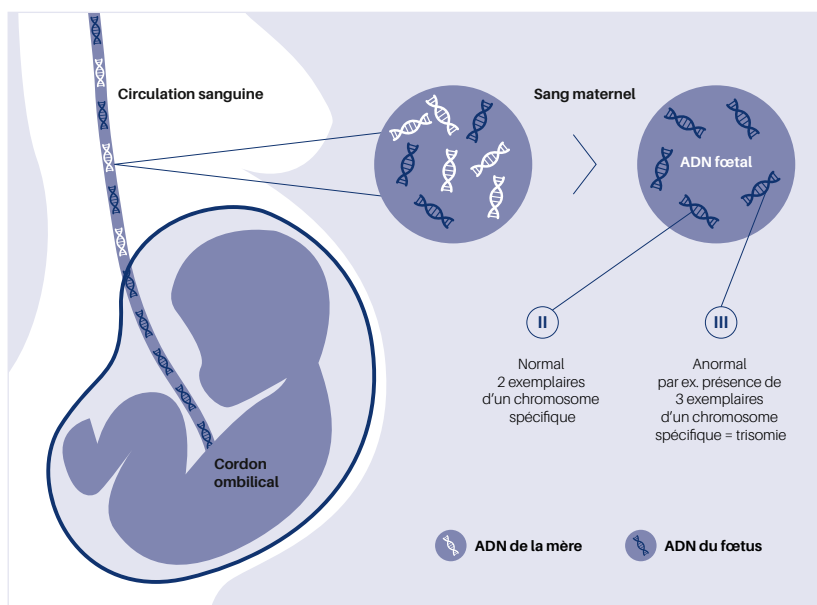 Circulation sanguine
Sang maternel
ADN fœtal
II
Normal
2 exemplaires
d’un chromosome
spécifique
III
Anormal
par ex. présence de
3 exemplaires
d’un chromosome
spécifique = trisomie
Cordon
ombilical
ADN de la mère
ADN du fœtus